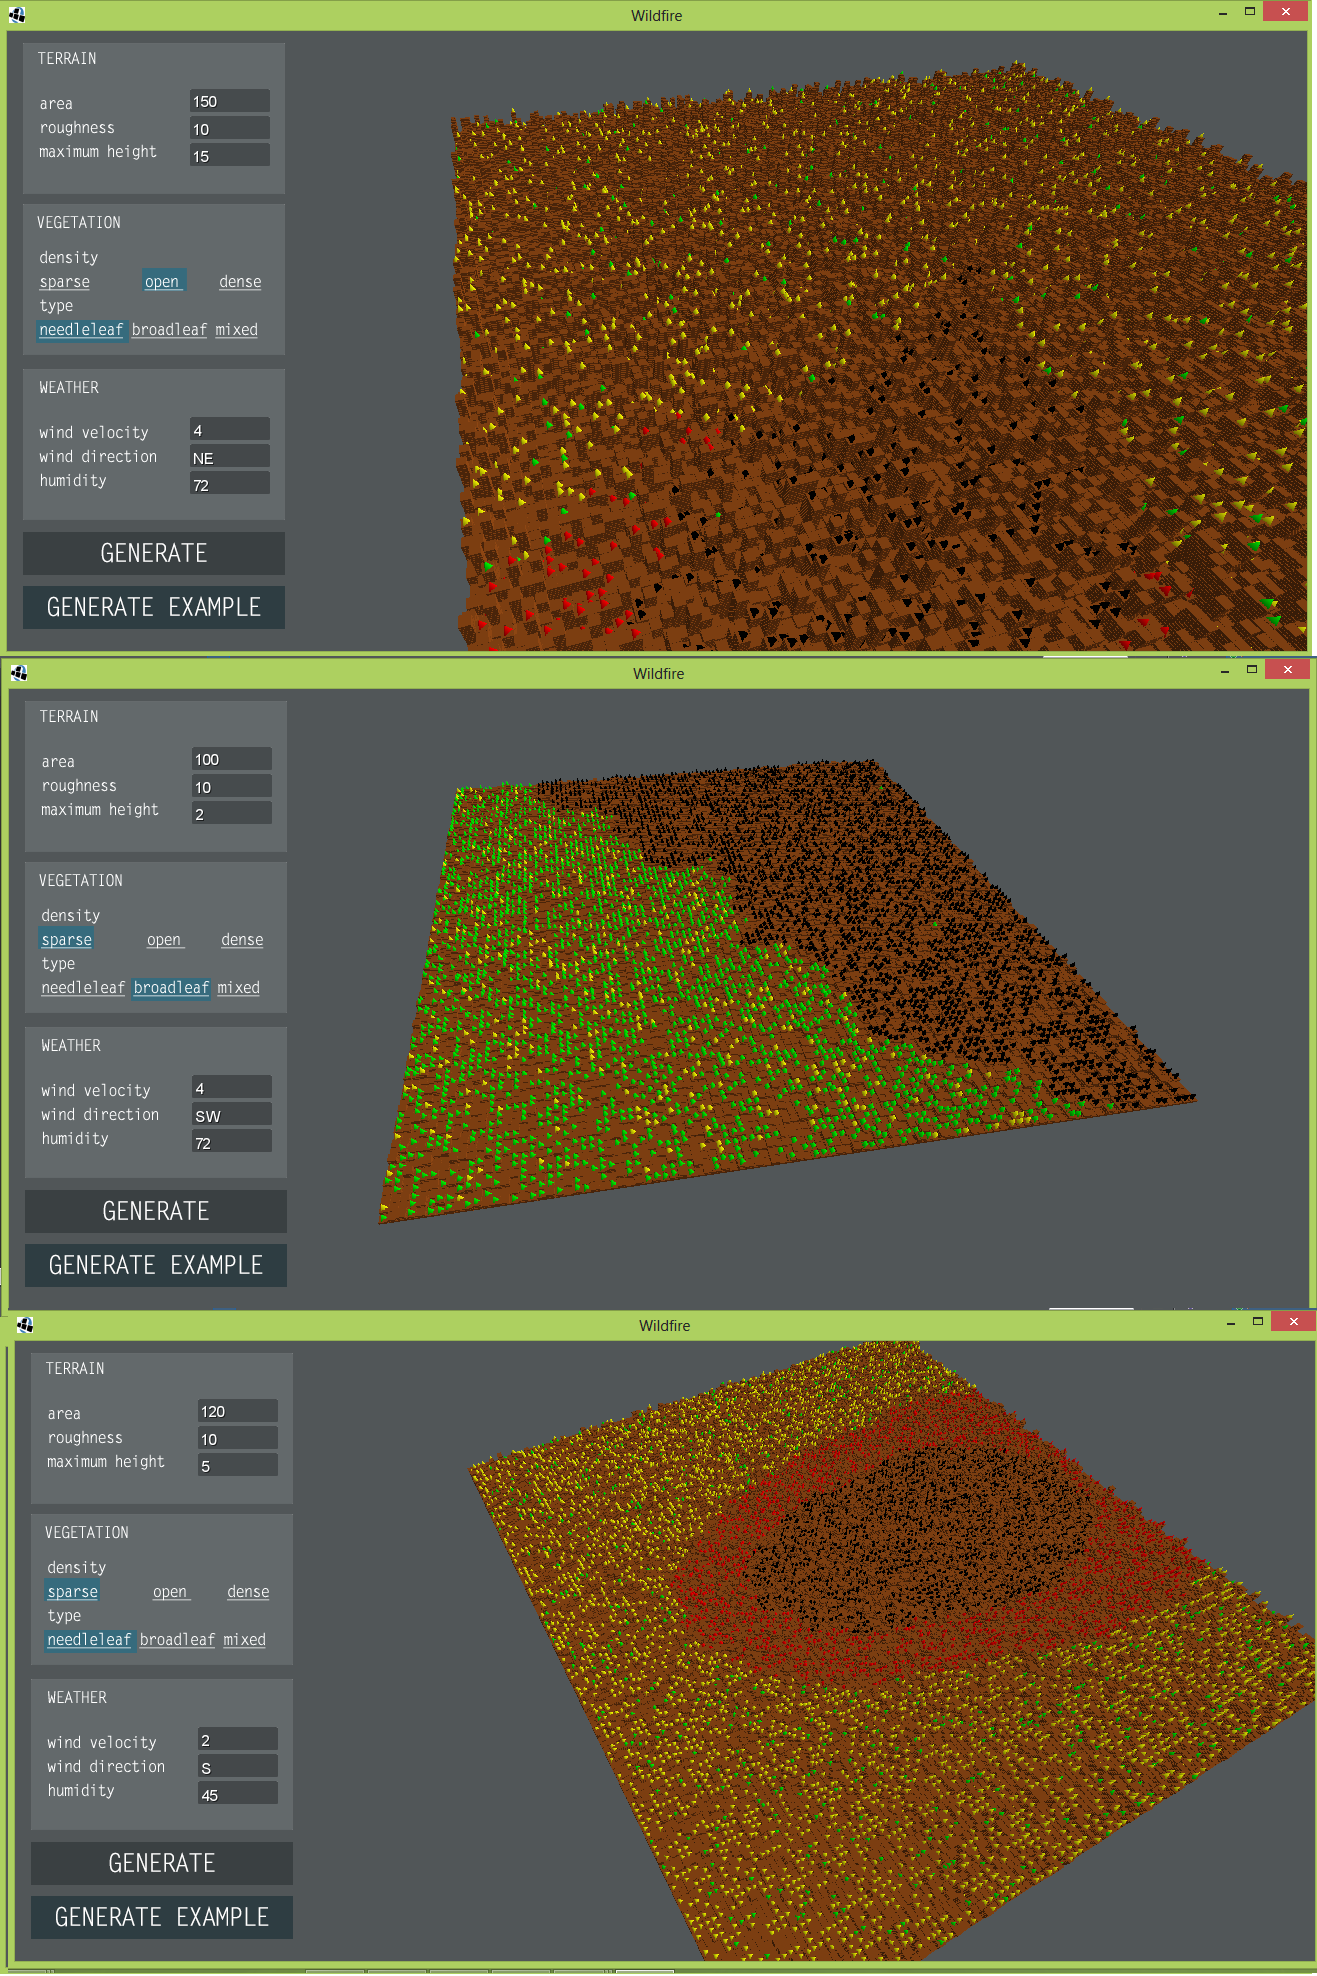 Wildfire
TERRAIN
area 150
roughness 10
maximum height 15
VEGETATION
density
sparse open dense
type
needleleaf broadleaf mixed
WEATHER
wind velocity 4
wind direction NE
humidity 72
GENERATE
GENERATE EXAMPLE
Wildfire
TERRAIN
area 100
roughness 10
maximum height 2
VEGETATION
density
sparse open dense
type
needleleaf broadleaf mixed
WEATHER
wind velocity 4
wind direction SW
humidity 72
GENERATE
GENERATE EXAMPLE
Wildfire
TERRAIN
area 120
roughness 10
maximum height 5
VEGETATION
density
sparse open dense
type
needleleaf broadleaf mixed
WEATHER
wind velocity 2
wind direction S
humidity 45
GENERATE
GENERATE EXAMPLE